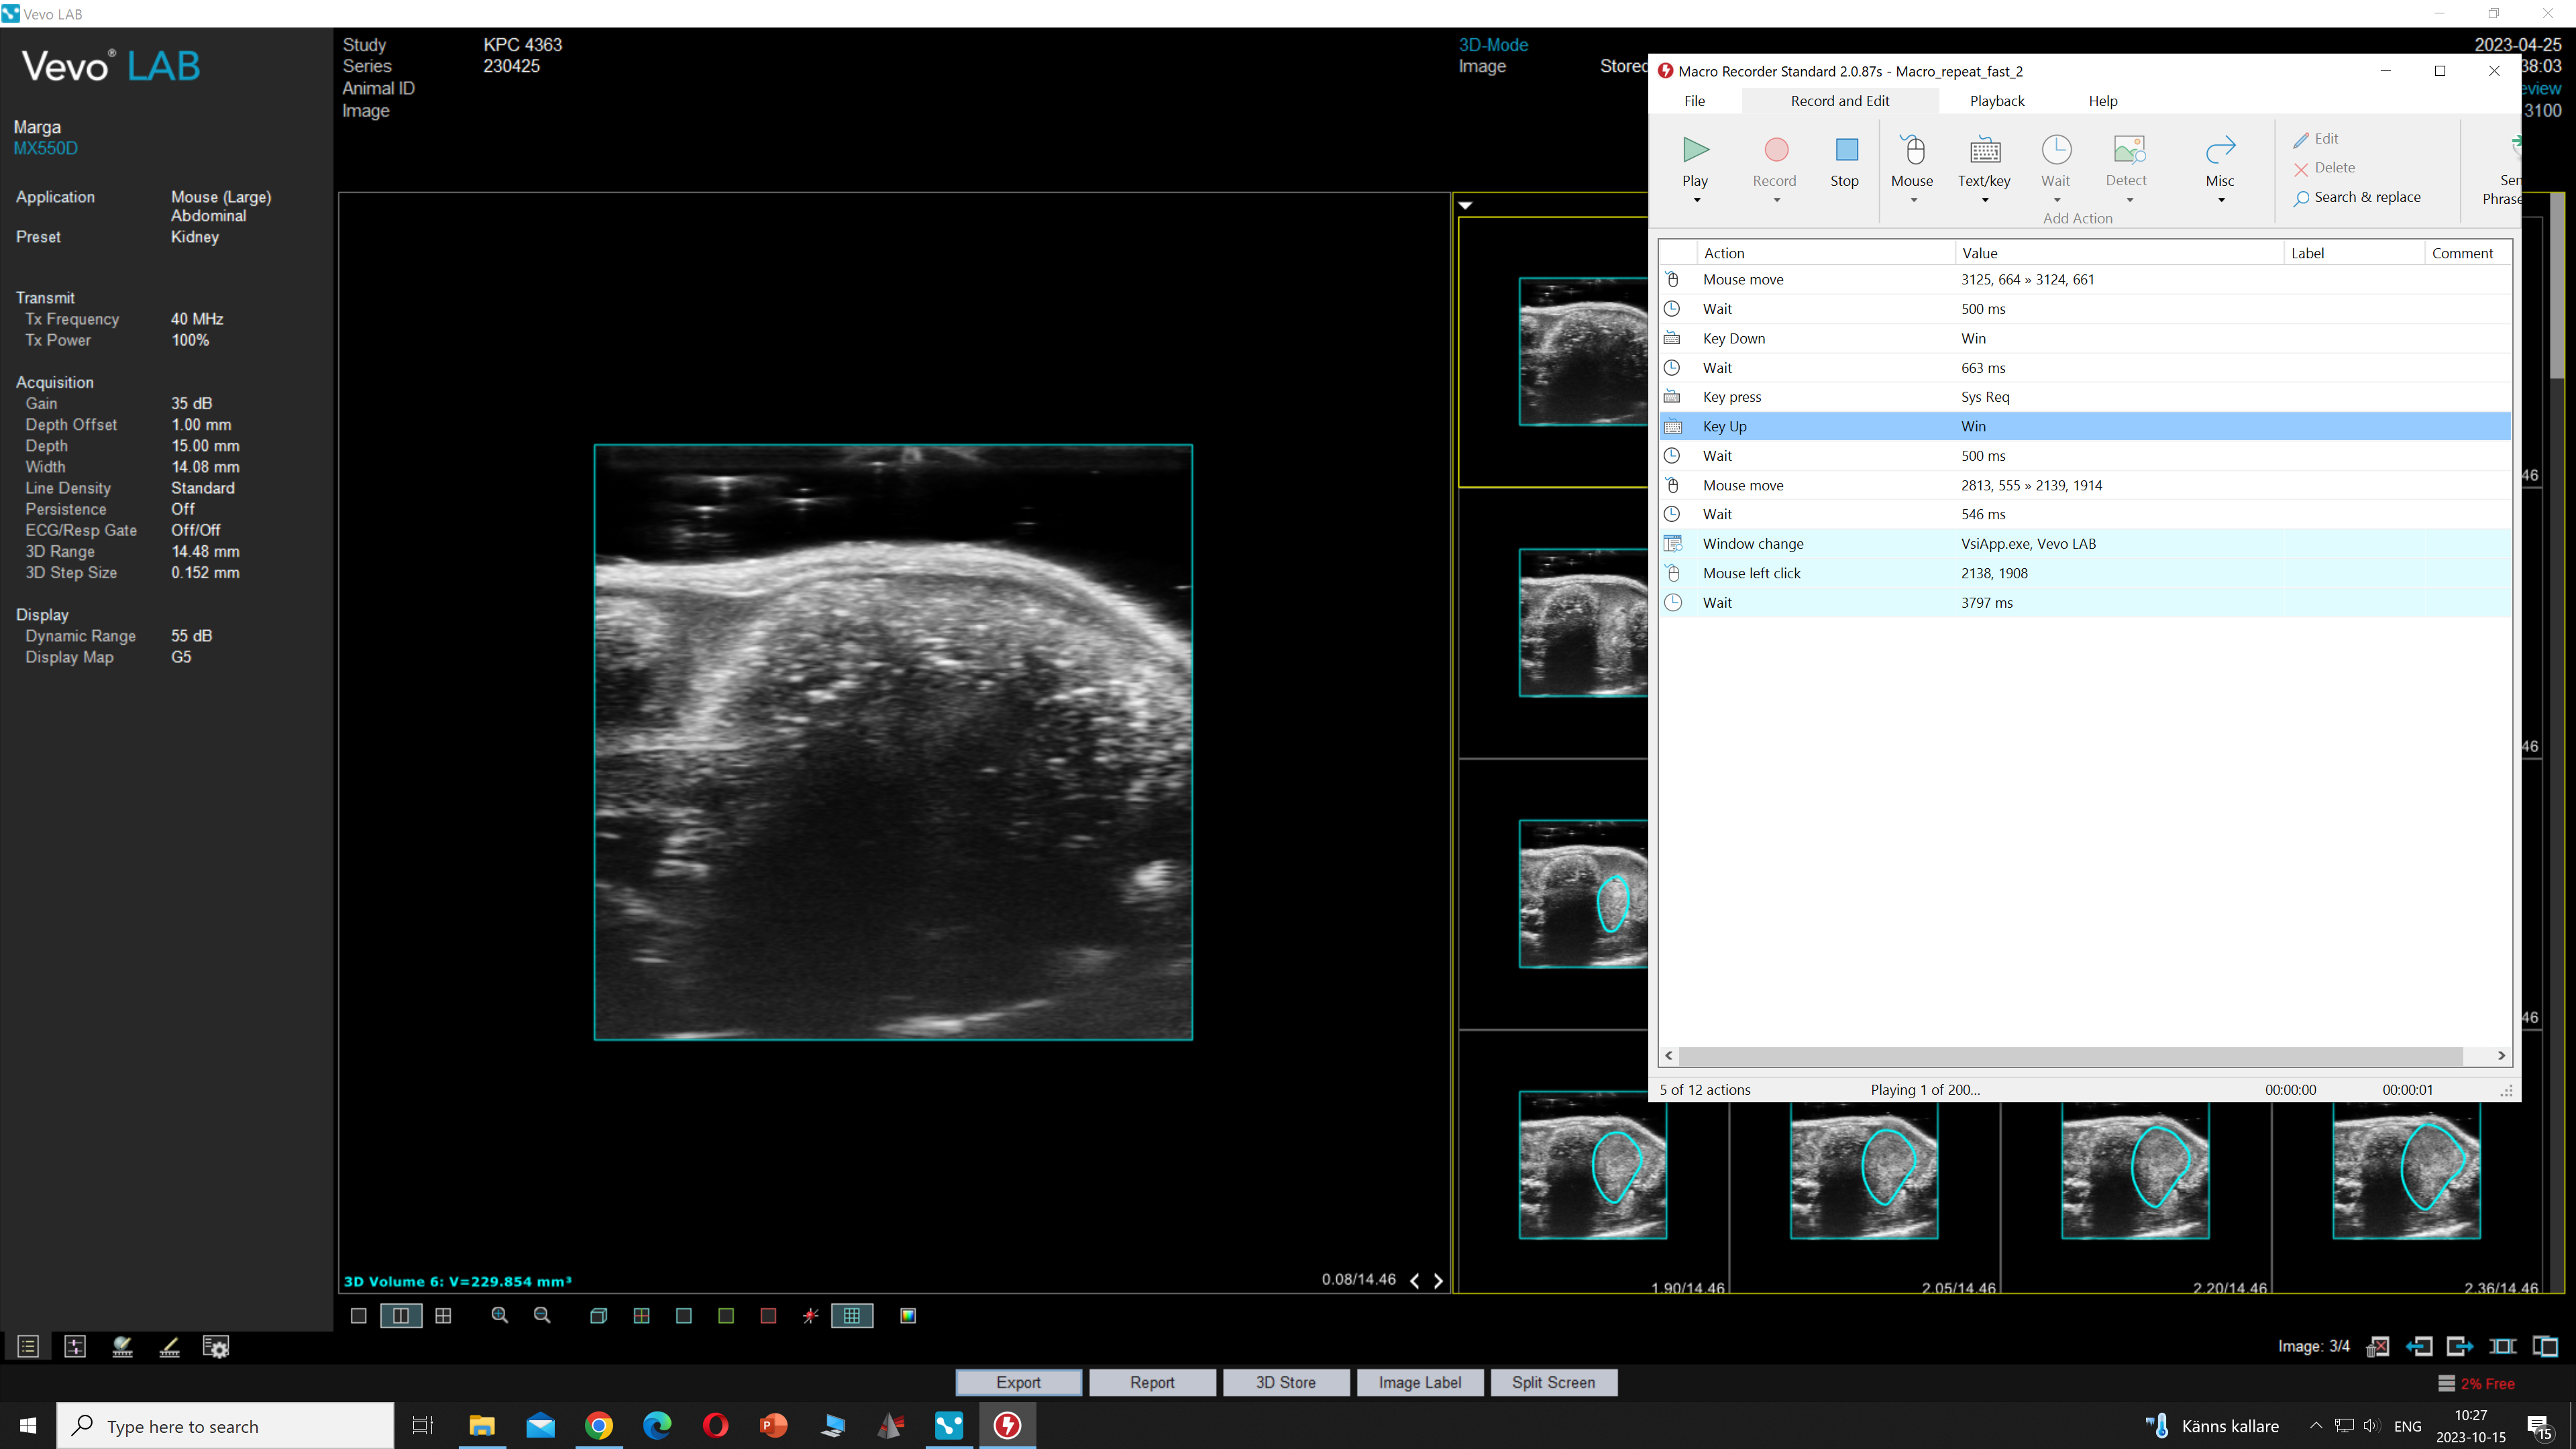 Vevo LAB
Vevo® LAB
Marga
MX550D
Application Mouse (Large)
Abdominal
Preset Kidney
Transmit
Tx Frequency 40 MHz
Tx Power 100%
Acquisition
Gain 35 dB
Depth Offset 1.00 mm
Depth 15.00 mm
Width 14.08 mm
Line Density Standard
Persistence Off
ECG/Resp Gate Off/Off
3D Range 14.48 mm
3D Step Size 0.152 mm
Display
Dynamic Range 55 dB
Display Map G5
Study KPC 4363
Series 230425
Animal ID
Image
3D-Mode
Image Stored
2023-04-25
38:03
eview
3100
Macro Recorder Standard 2.0.87s - Macro_repeat_fast_2
File Record and Edit Playback Help
Play Record Stop Mouse Text/key Wait Detect Misc
Add Action
Edit
Delete
Search & replace
Sen
Phrase
Action Value Label Comment
Mouse move 3125, 664 » 3124, 661
Wait 500 ms
Key Down Win
Wait 663 ms
Key press Sys Req
Key Up Win
Wait 500 ms
Mouse move 2813, 555 » 2139, 1914
Wait 546 ms
Window change VsiApp.exe, Vevo LAB
Mouse left click 2138, 1908
Wait 3797 ms
5 of 12 actions Playing 1 of 200... 00:00:00 00:00:01
46
46
46
1.90/14.46 2.05/14.46 2.20/14.46 2.36/14.46
3D Volume 6: V=229.854 mm³ 0.08/14.46
Image: 3/4
Export Report 3D Store Image Label Split Screen
2% Free
Type here to search
Känns kallare ENG 10:27
2023-10-15
15